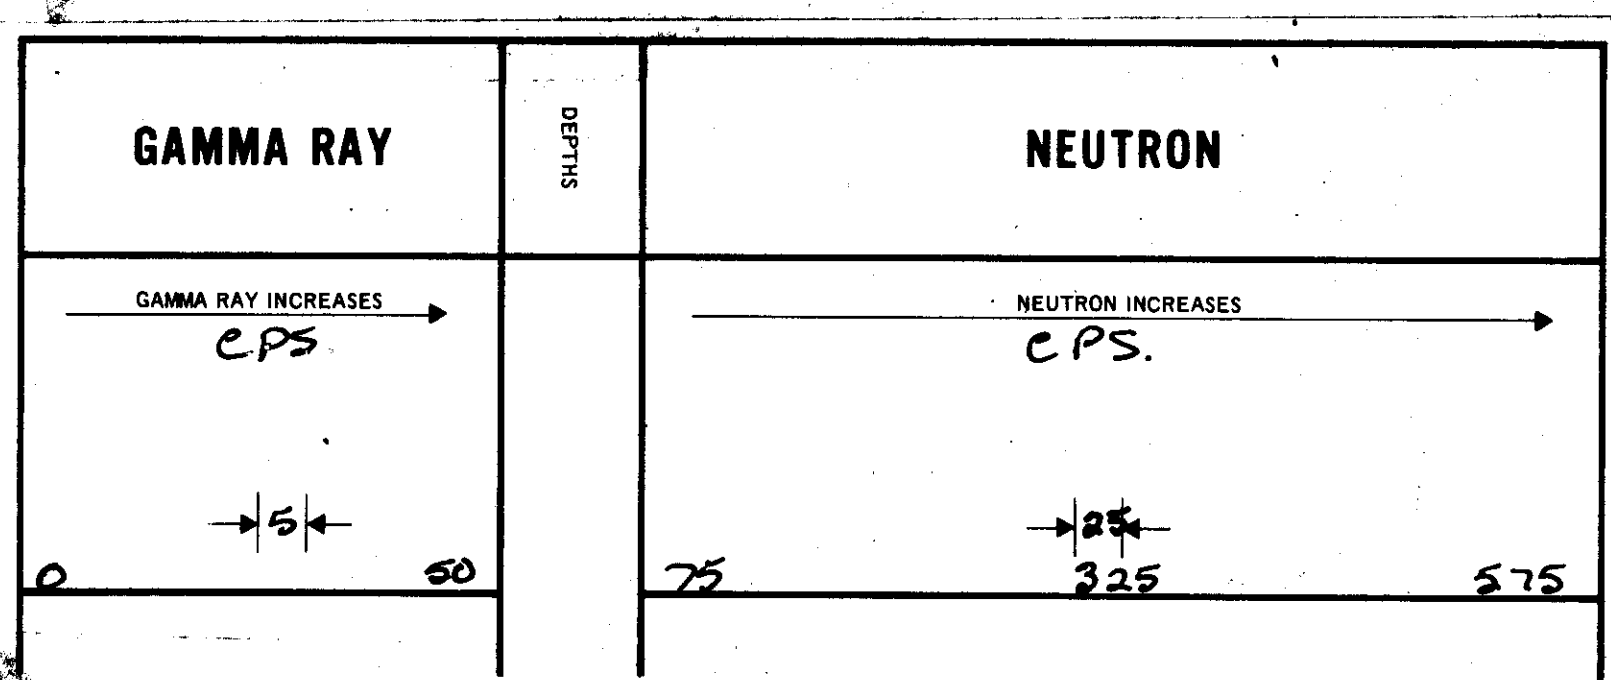 GAMMA RAY
DEPTHS
NEUTRON
GAMMA RAY INCREASES
cps
NEUTRON INCREASES
cps.
5
25
0 50
75 325 575